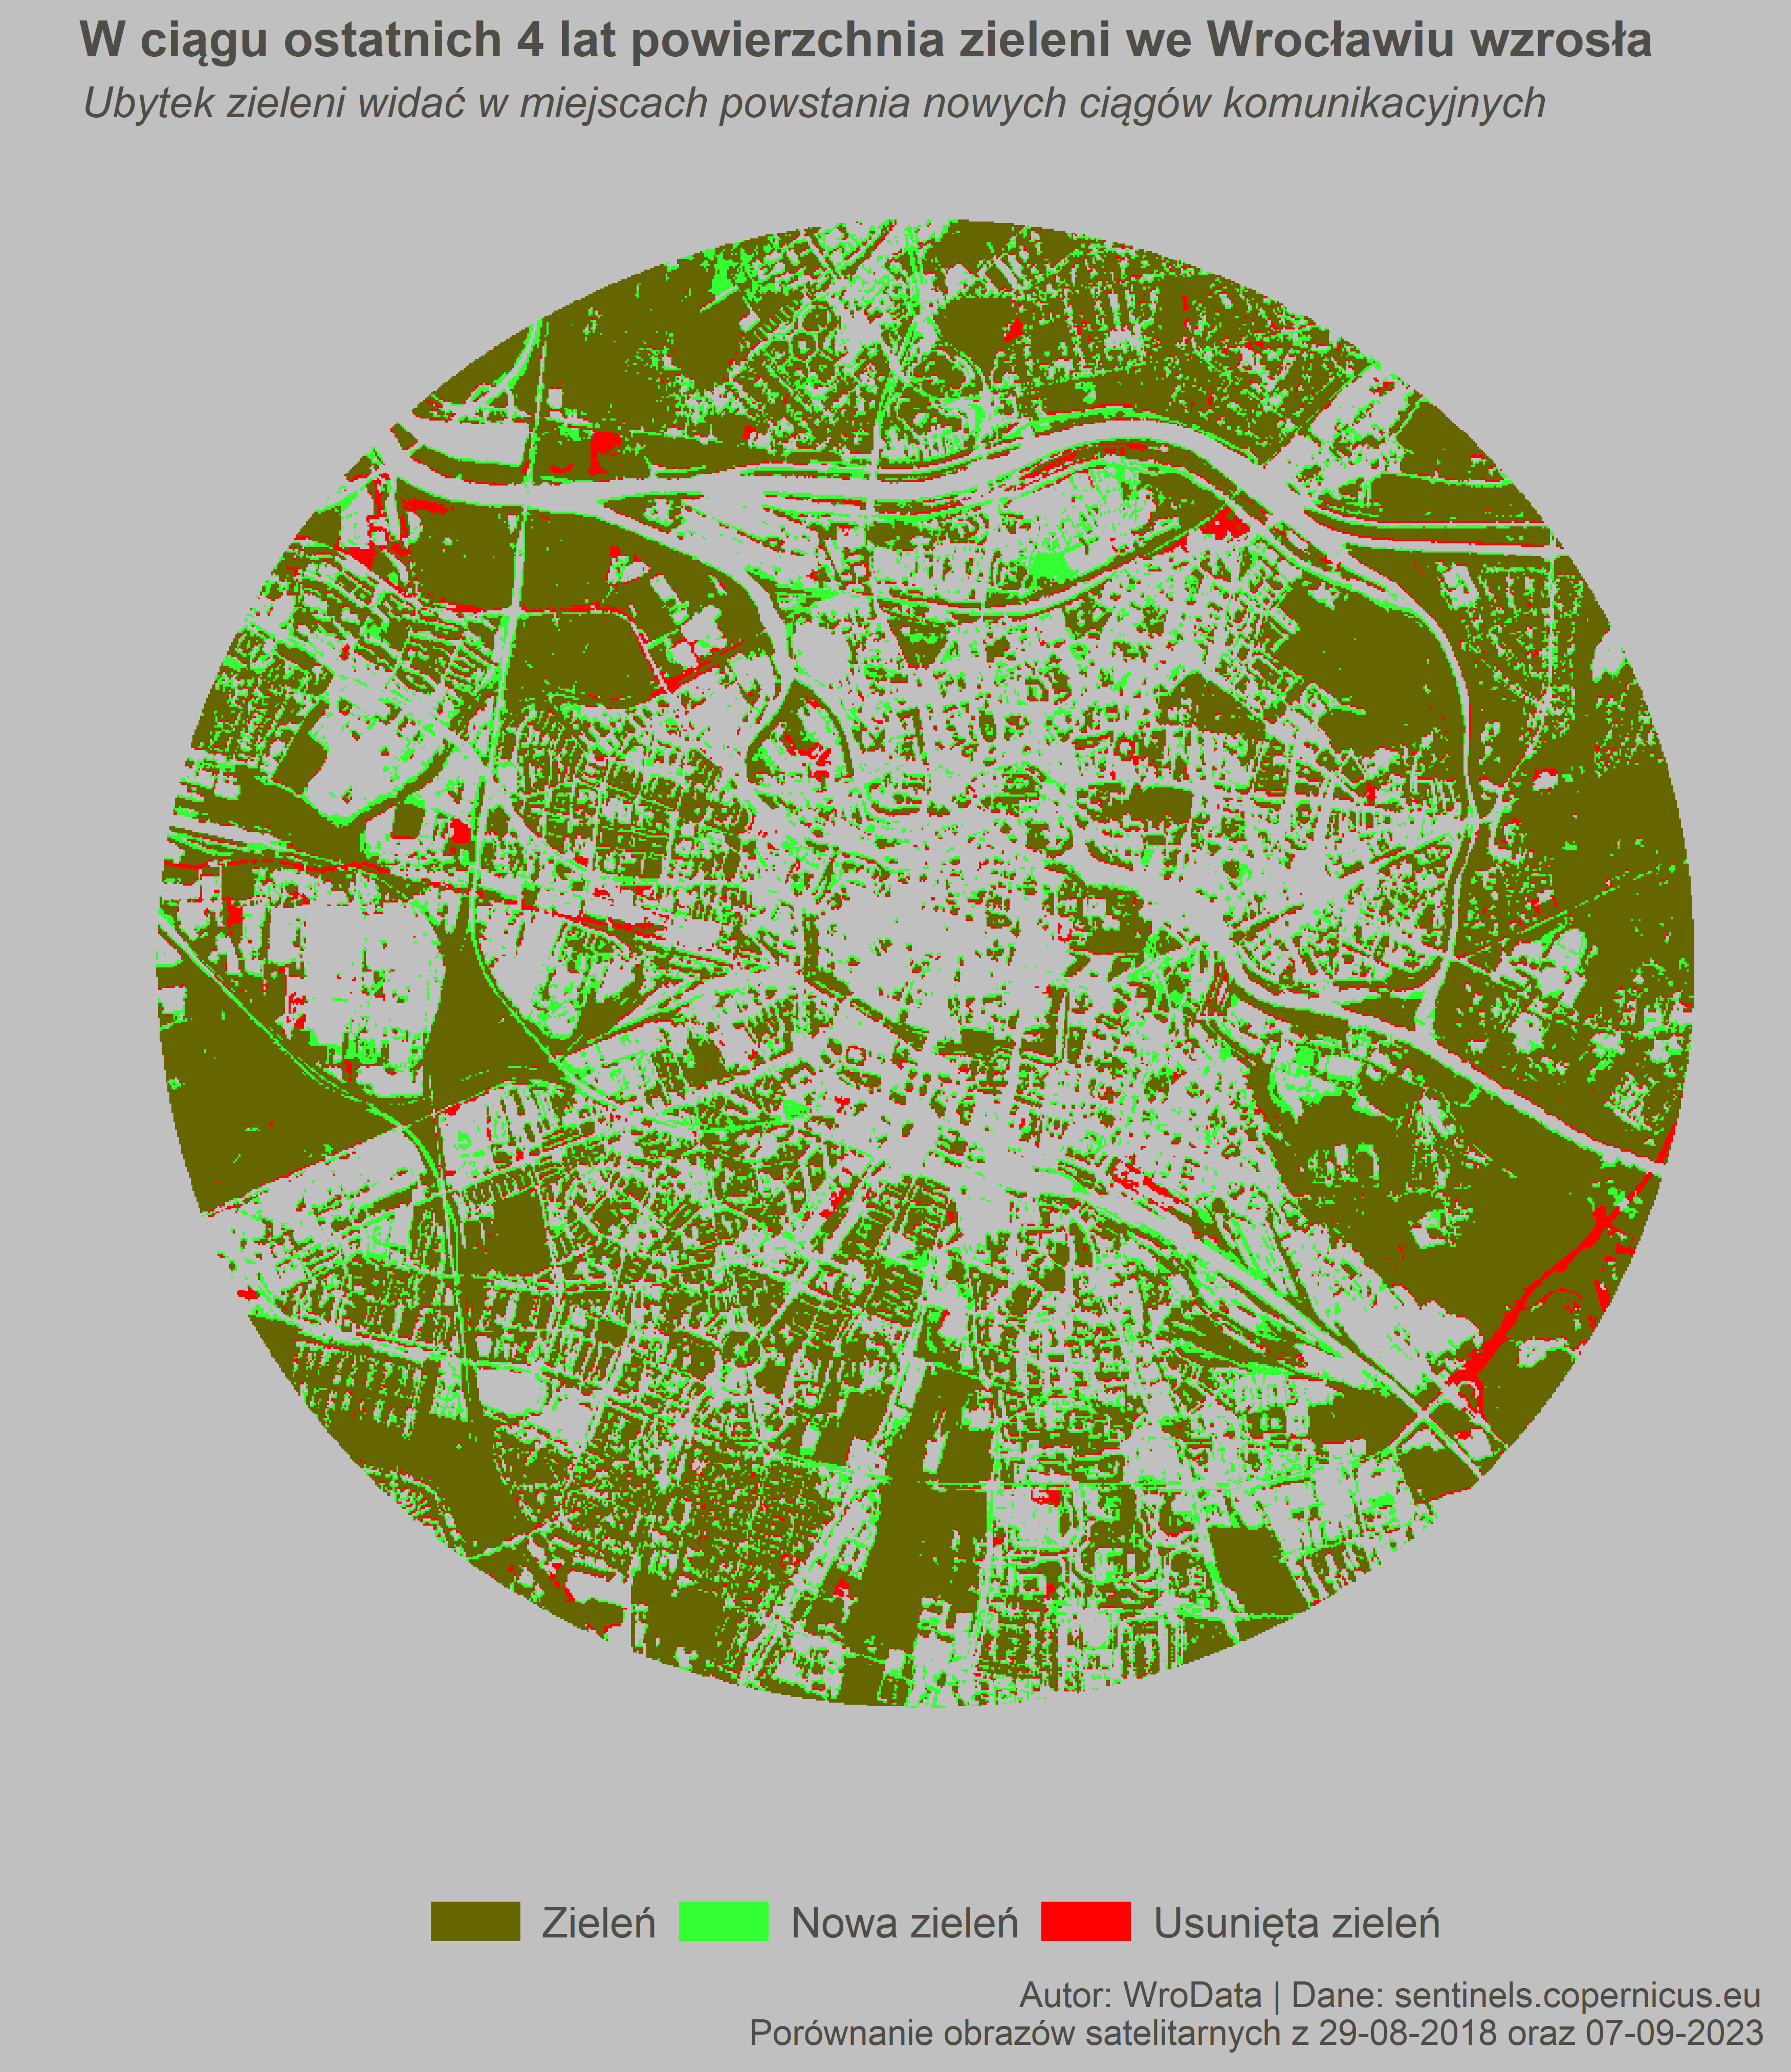 W ciągu ostatnich 4 lat powierzchnia zieleni we Wrocławiu wzrosła
Ubytek zieleni widać w miejscach powstania nowych ciągów komunikacyjnych
Zieleń
Nowa zieleń
Usunięta zieleń
Autor: WroData | Dane: sentinels.copernicus.eu
Porównanie obrazów satelitarnych z 29-08-2018 oraz 07-09-2023